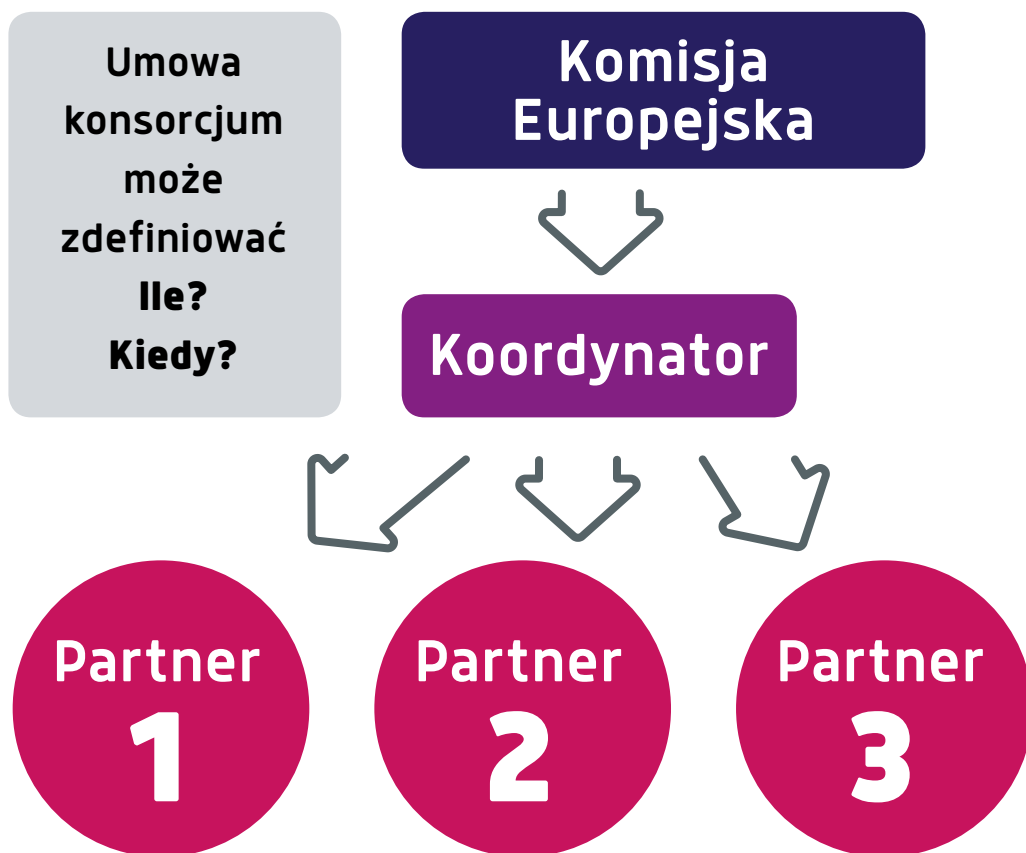 Umowa
konsorcjum
może
zdefiniować
Ile?
Kiedy?
Komisja
Europejska
Koordynator
Partner
1
Partner
2
Partner
3